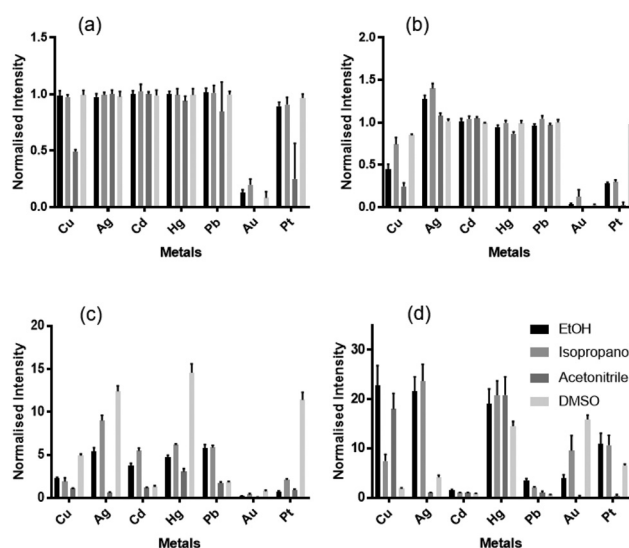 (a)
Normalised Intensity
1.5
1.0
0.5
0.0
Cu Ag Cd Hg Pb Au Pt
Metals
(b)
Normalised Intensity
2.0
1.5
1.0
0.5
0.0
Cu Ag Cd Hg Pb Au Pt
Metals
(c)
Normalised Intensity
20
15
10
5
0
Cu Ag Cd Hg Pb Au Pt
Metals
(d)
Normalised Intensity
30
20
10
0
Cu Ag Cd Hg Pb Au Pt
Metals
EtOH
Isopropano
Acetonitrile
DMSO